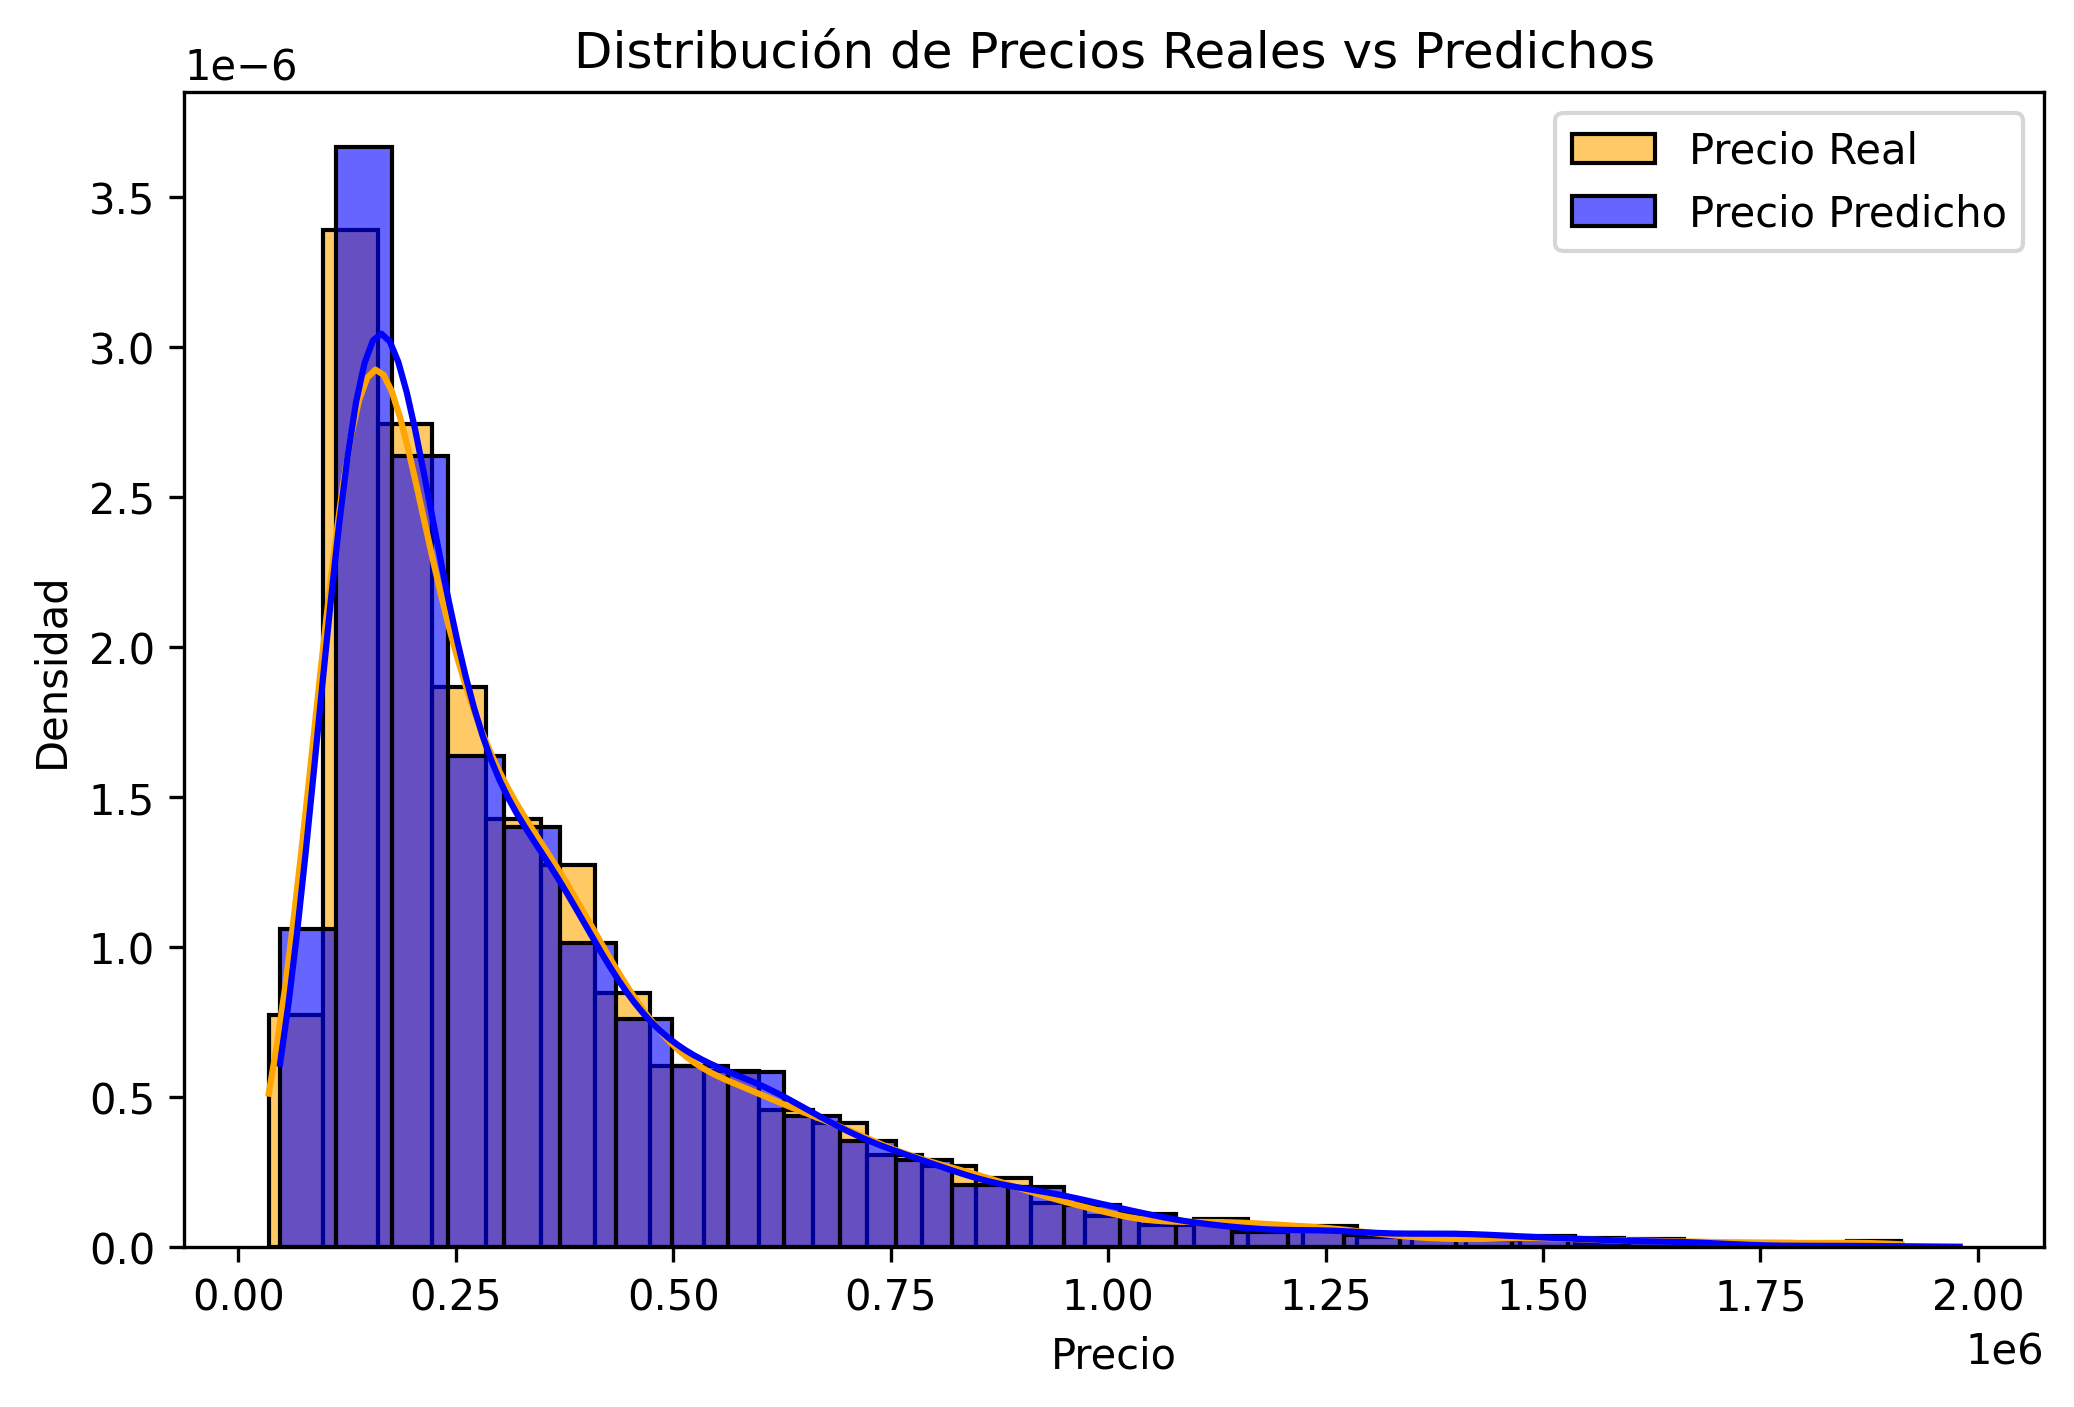 Distribución de Precios Reales vs Predichos
1e−6
Precio Real
Precio Predicho
3.5
3.0
2.5
2.0
1.5
1.0
0.5
0.0
Densidad
0.00 0.25 0.50 0.75 1.00 1.25 1.50 1.75 2.00
1e6
Precio